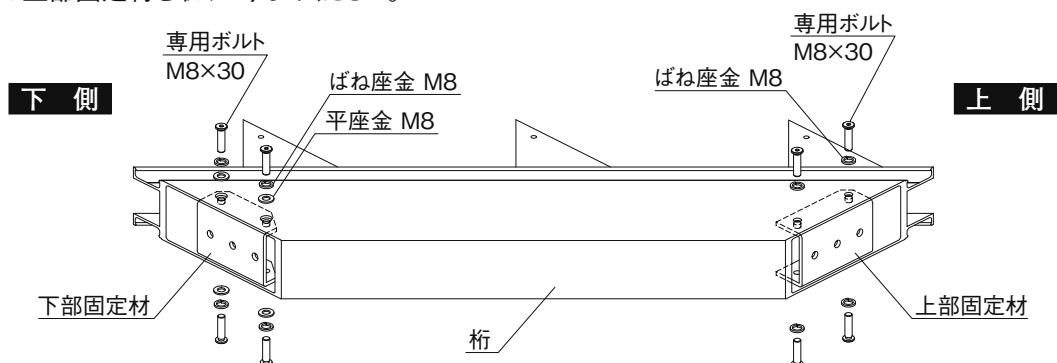 専用ボルト
M8×30
ばね座金 M8
平座金 M8
下 側
専用ボルト
M8×30
ばね座金 M8
上 側
下部固定材
桁
上部固定材